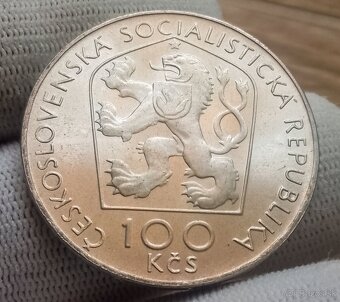 ČESKOSLOVENSKÁ SOCIALISTICKÁ REPUBLIKA
100
KČS